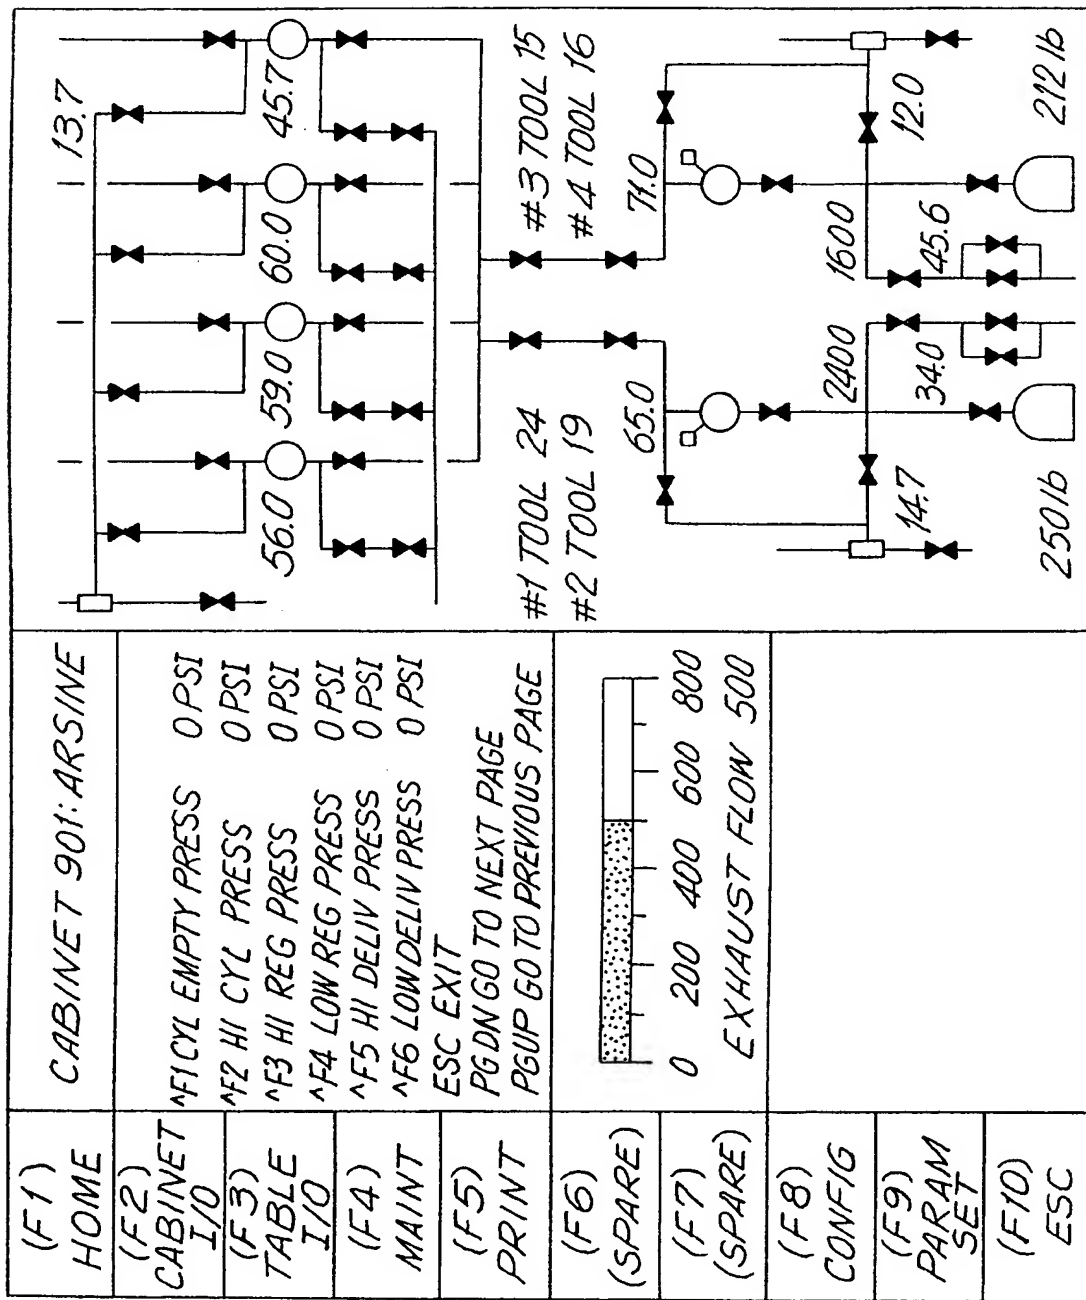 (F1)
HOME
(F2)
CABINET
I/O
(F3)
TABLE
I/O
(F4)
MAINT
(F5)
PRINT
(F6)
(SPARE)
(F7)
(SPARE)
(F8)
CONFIG
(F9)
PARAM
SET
(F10)
ESC
CABINET 901: ARSINE
^F1 CYL EMPTY PRESS 0 PSI
^F2 HI CYL PRESS 0 PSI
^F3 HI REG PRESS 0 PSI
^F4 LOW REG PRESS 0 PSI
^F5 HI DELIV PRESS 0 PSI
^F6 LOW DELIV PRESS 0 PSI
ESC EXIT
PGDN GO TO NEXT PAGE
PGUP GO TO PREVIOUS PAGE
0 200 400 600 800
EXHAUST FLOW 500
13.7
56.0 59.0 60.0 45.7
#1 TOOL 24
#2 TOOL 19
#3 TOOL 15
#4 TOOL 16
65.0 71.0
2400 1600
14.7 34.0 45.6 12.0
250 lb 212 lb